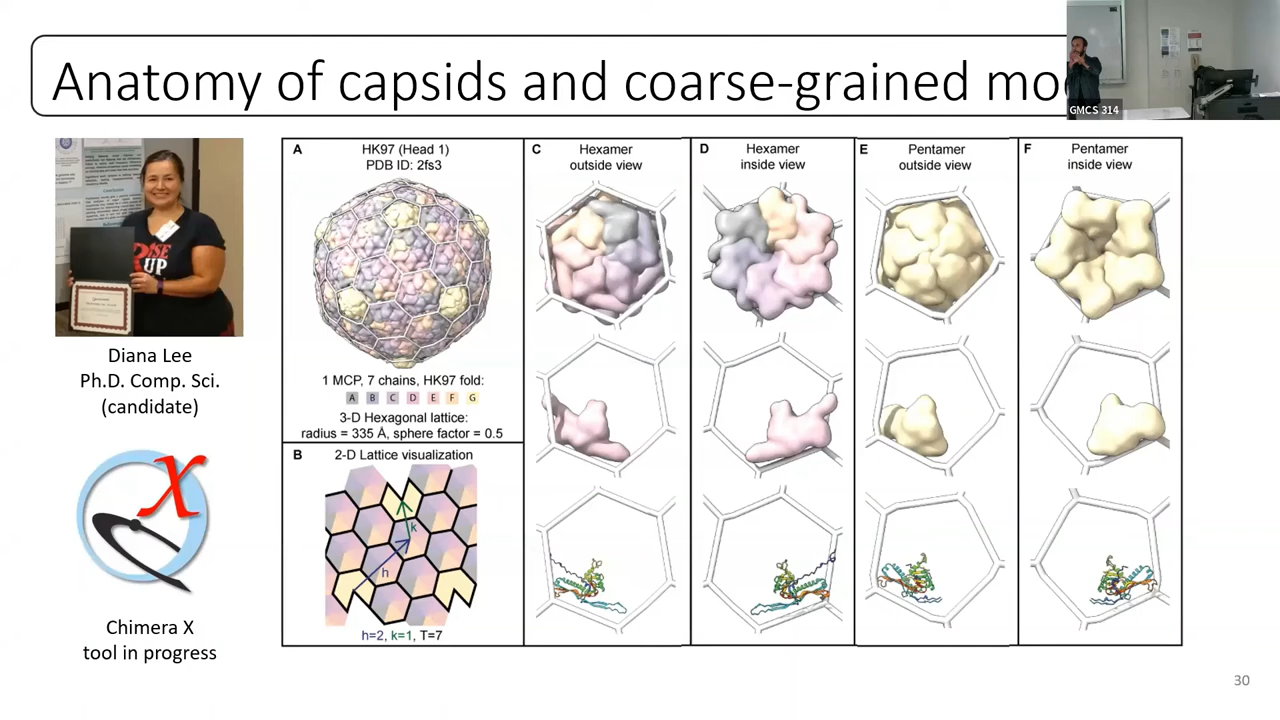 Anatomy of capsids and coarse-grained mo
GMCS 314
RISE
UP
Diana Lee
Ph.D. Comp. Sci.
(candidate)
X
Chimera X
tool in progress
A
HK97 (Head 1)
PDB ID: 2fs3
1 MCP, 7 chains, HK97 fold:
A B C D E F G
3-D Hexagonal lattice:
radius = 335 Å, sphere factor = 0.5
B
2-D Lattice visualization
k
h
h=2, k=1, T=7
C
Hexamer
outside view
D
Hexamer
inside view
E
Pentamer
outside view
F
Pentamer
inside view
30